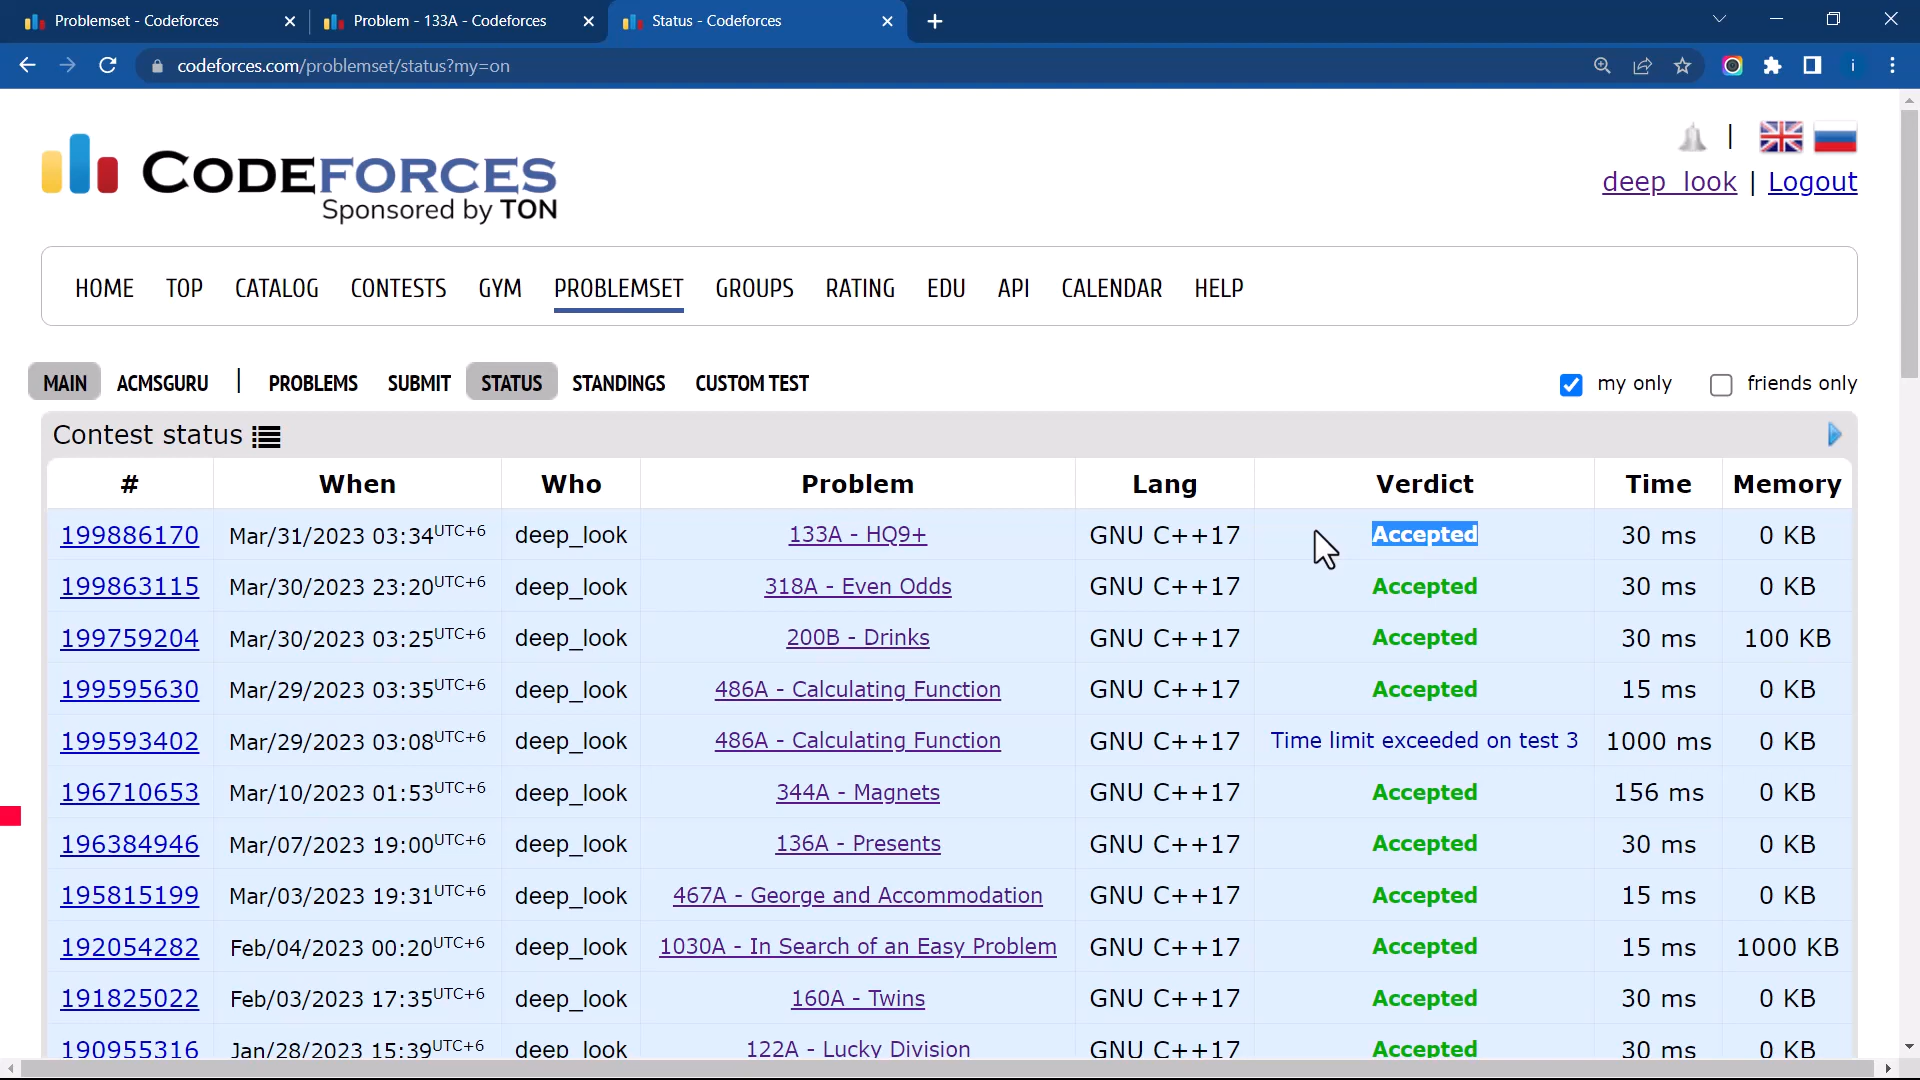 Problemset - Codeforces
Problem - 133A - Codeforces
Status - Codeforces
codeforces.com/problemset/status?my=on
i
CODEFORCES
Sponsored by TON
|
deep_look | Logout
HOME TOP CATALOG CONTESTS GYM PROBLEMSET GROUPS RATING EDU API CALENDAR HELP
MAIN ACMSGURU | PROBLEMS SUBMIT STATUS STANDINGS CUSTOM TEST my only friends only
Contest status
# When Who Problem Lang Verdict Time Memory
199886170 Mar/31/2023 03:34UTC+6 deep_look 133A - HQ9+ GNU C++17 Accepted 30 ms 0 KB
199863115 Mar/30/2023 23:20UTC+6 deep_look 318A - Even Odds GNU C++17 Accepted 30 ms 0 KB
199759204 Mar/30/2023 03:25UTC+6 deep_look 200B - Drinks GNU C++17 Accepted 30 ms 100 KB
199595630 Mar/29/2023 03:35UTC+6 deep_look 486A - Calculating Function GNU C++17 Accepted 15 ms 0 KB
199593402 Mar/29/2023 03:08UTC+6 deep_look 486A - Calculating Function GNU C++17 Time limit exceeded on test 3 1000 ms 0 KB
196710653 Mar/10/2023 01:53UTC+6 deep_look 344A - Magnets GNU C++17 Accepted 156 ms 0 KB
196384946 Mar/07/2023 19:00UTC+6 deep_look 136A - Presents GNU C++17 Accepted 30 ms 0 KB
195815199 Mar/03/2023 19:31UTC+6 deep_look 467A - George and Accommodation GNU C++17 Accepted 15 ms 0 KB
192054282 Feb/04/2023 00:20UTC+6 deep_look 1030A - In Search of an Easy Problem GNU C++17 Accepted 15 ms 1000 KB
191825022 Feb/03/2023 17:35UTC+6 deep_look 160A - Twins GNU C++17 Accepted 30 ms 0 KB
190955316 Jan/28/2023 15:39UTC+6 deep_look 122A - Lucky Division GNU C++17 Accepted 30 ms 0 KB